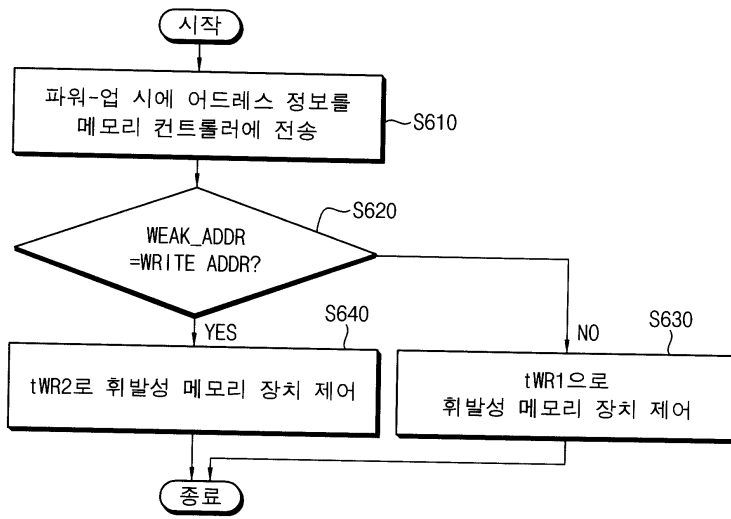 시작
파워-업 시에 어드레스 정보를
메모리 컨트롤러에 전송
S610
S620
WEAK_ADDR
=WRITE ADDR?
YES
S640
NO
S630
tWR2로 휘발성 메모리 장치 제어
tWR1으로
휘발성 메모리 장치 제어
종료